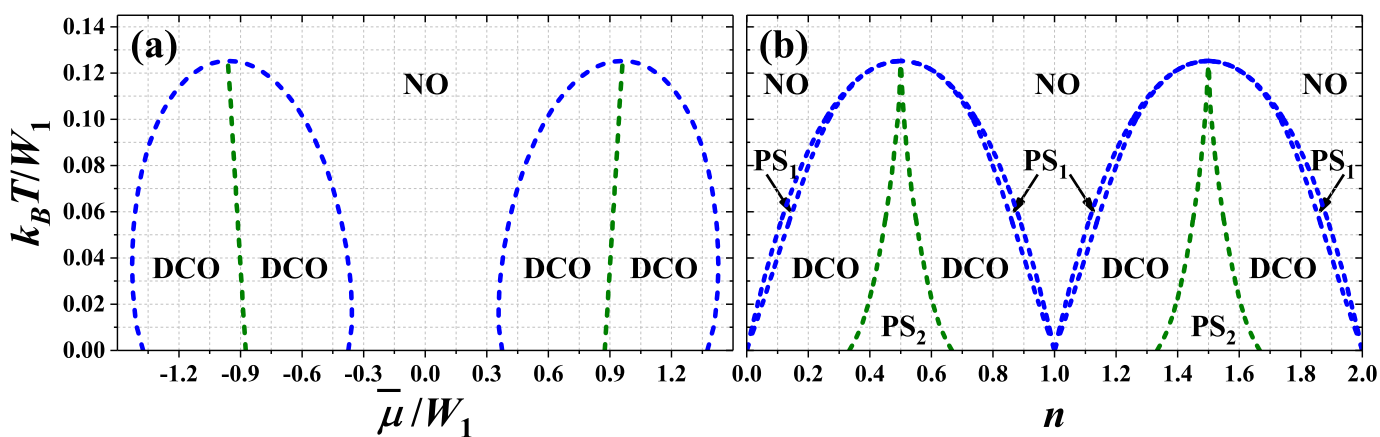 (a)
NO
DCO DCO DCO DCO
0.14
0.12
0.10
0.08
0.06
0.04
0.02
0.00
k_B T/W_1
-1.2 -0.9 -0.6 -0.3 0.0 0.3 0.6 0.9 1.2
μ̄/W_1
(b)
NO NO NO
PS_1 PS_1 PS_1
DCO DCO DCO DCO
PS_2 PS_2
0.0 0.2 0.4 0.6 0.8 1.0 1.2 1.4 1.6 1.8 2.0
n